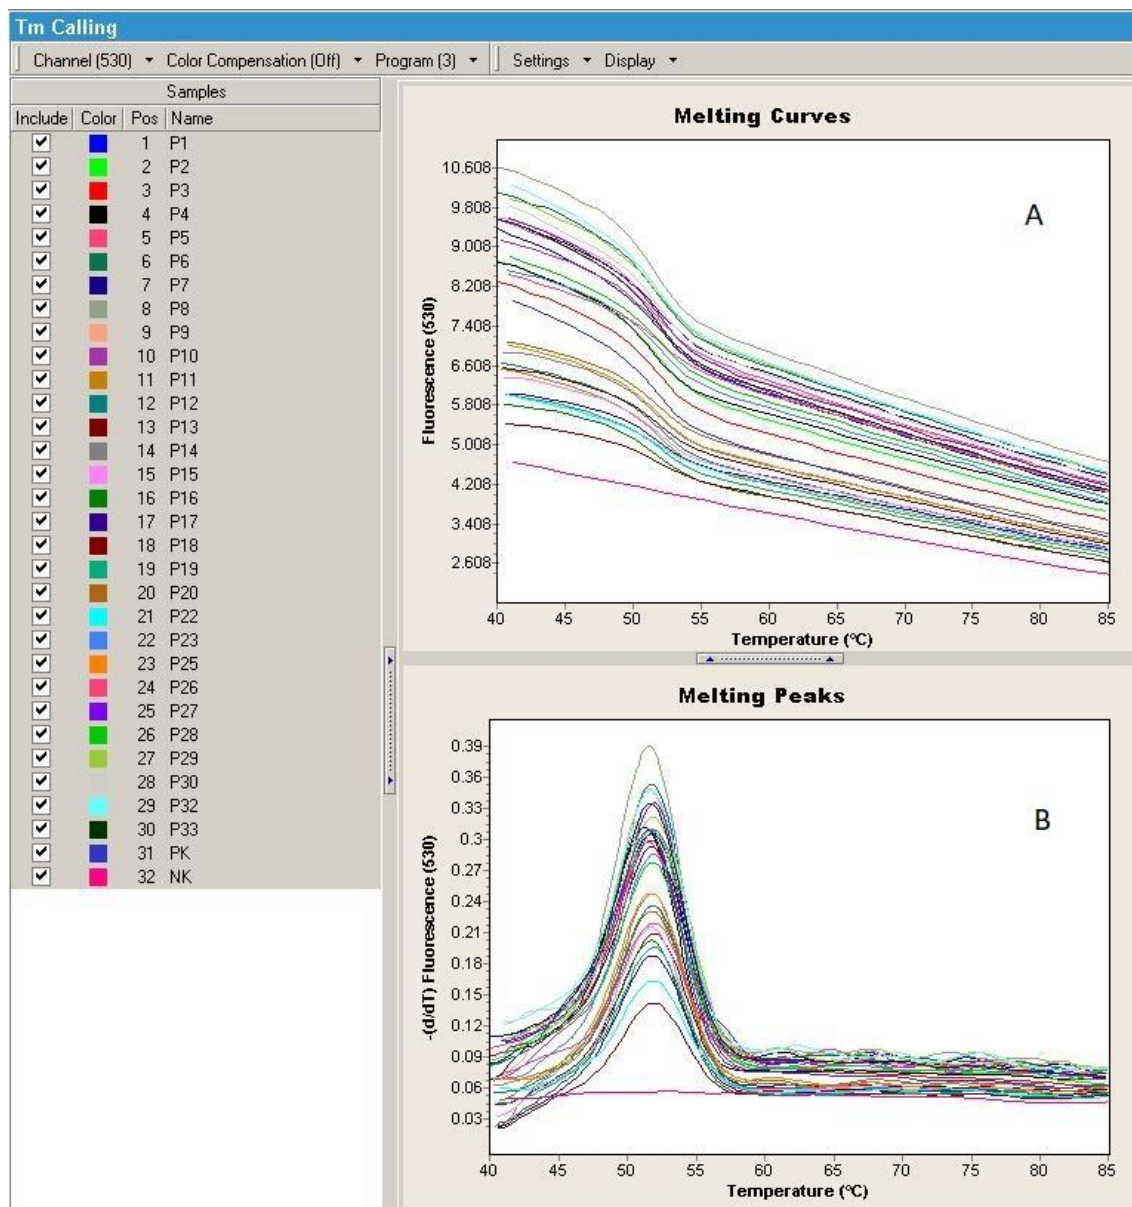 Tm Calling
Channel (530) Color Compensation (Off) Program (3) Settings Display
Samples
Include Color Pos Name
1 P1
2 P2
3 P3
4 P4
5 P5
6 P6
7 P7
8 P8
9 P9
10 P10
11 P11
12 P12
13 P13
14 P14
15 P15
16 P16
17 P17
18 P18
19 P19
20 P20
21 P22
22 P23
23 P25
24 P26
25 P27
26 P28
27 P29
28 P30
29 P32
30 P33
31 PK
32 NK
Melting Curves
A
Fluorescence (530)
10.608
9.808
9.008
8.208
7.408
6.608
5.808
5.008
4.208
3.408
2.608
40 45 50 55 60 65 70 75 80 85
Temperature (°C)
Melting Peaks
B
-(d/dT) Fluorescence (530)
0.39
0.36
0.33
0.3
0.27
0.24
0.21
0.18
0.15
0.12
0.09
0.06
0.03
40 45 50 55 60 65 70 75 80 85
Temperature (°C)